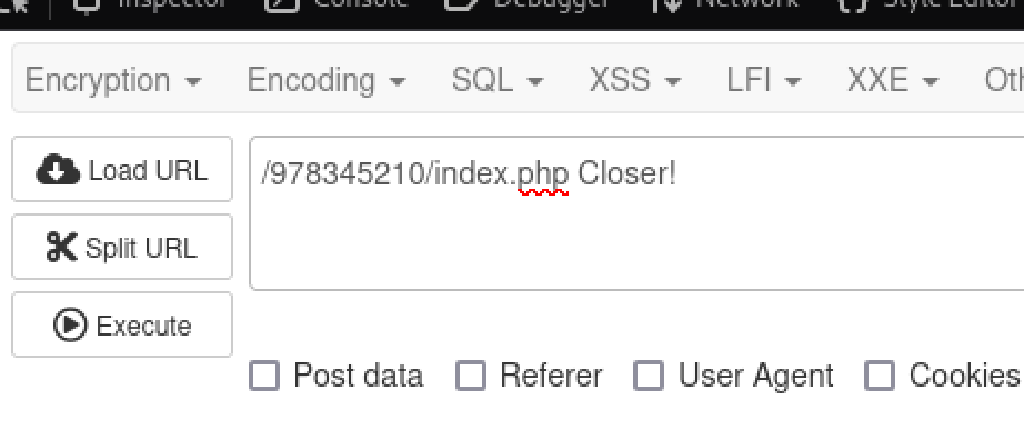 Inspector Console Debugger Network Style Editor
Encryption Encoding SQL XSS LFI XXE Oth
Load URL
/978345210/index.php Closer!
Split URL
Execute
Post data Referer User Agent Cookies